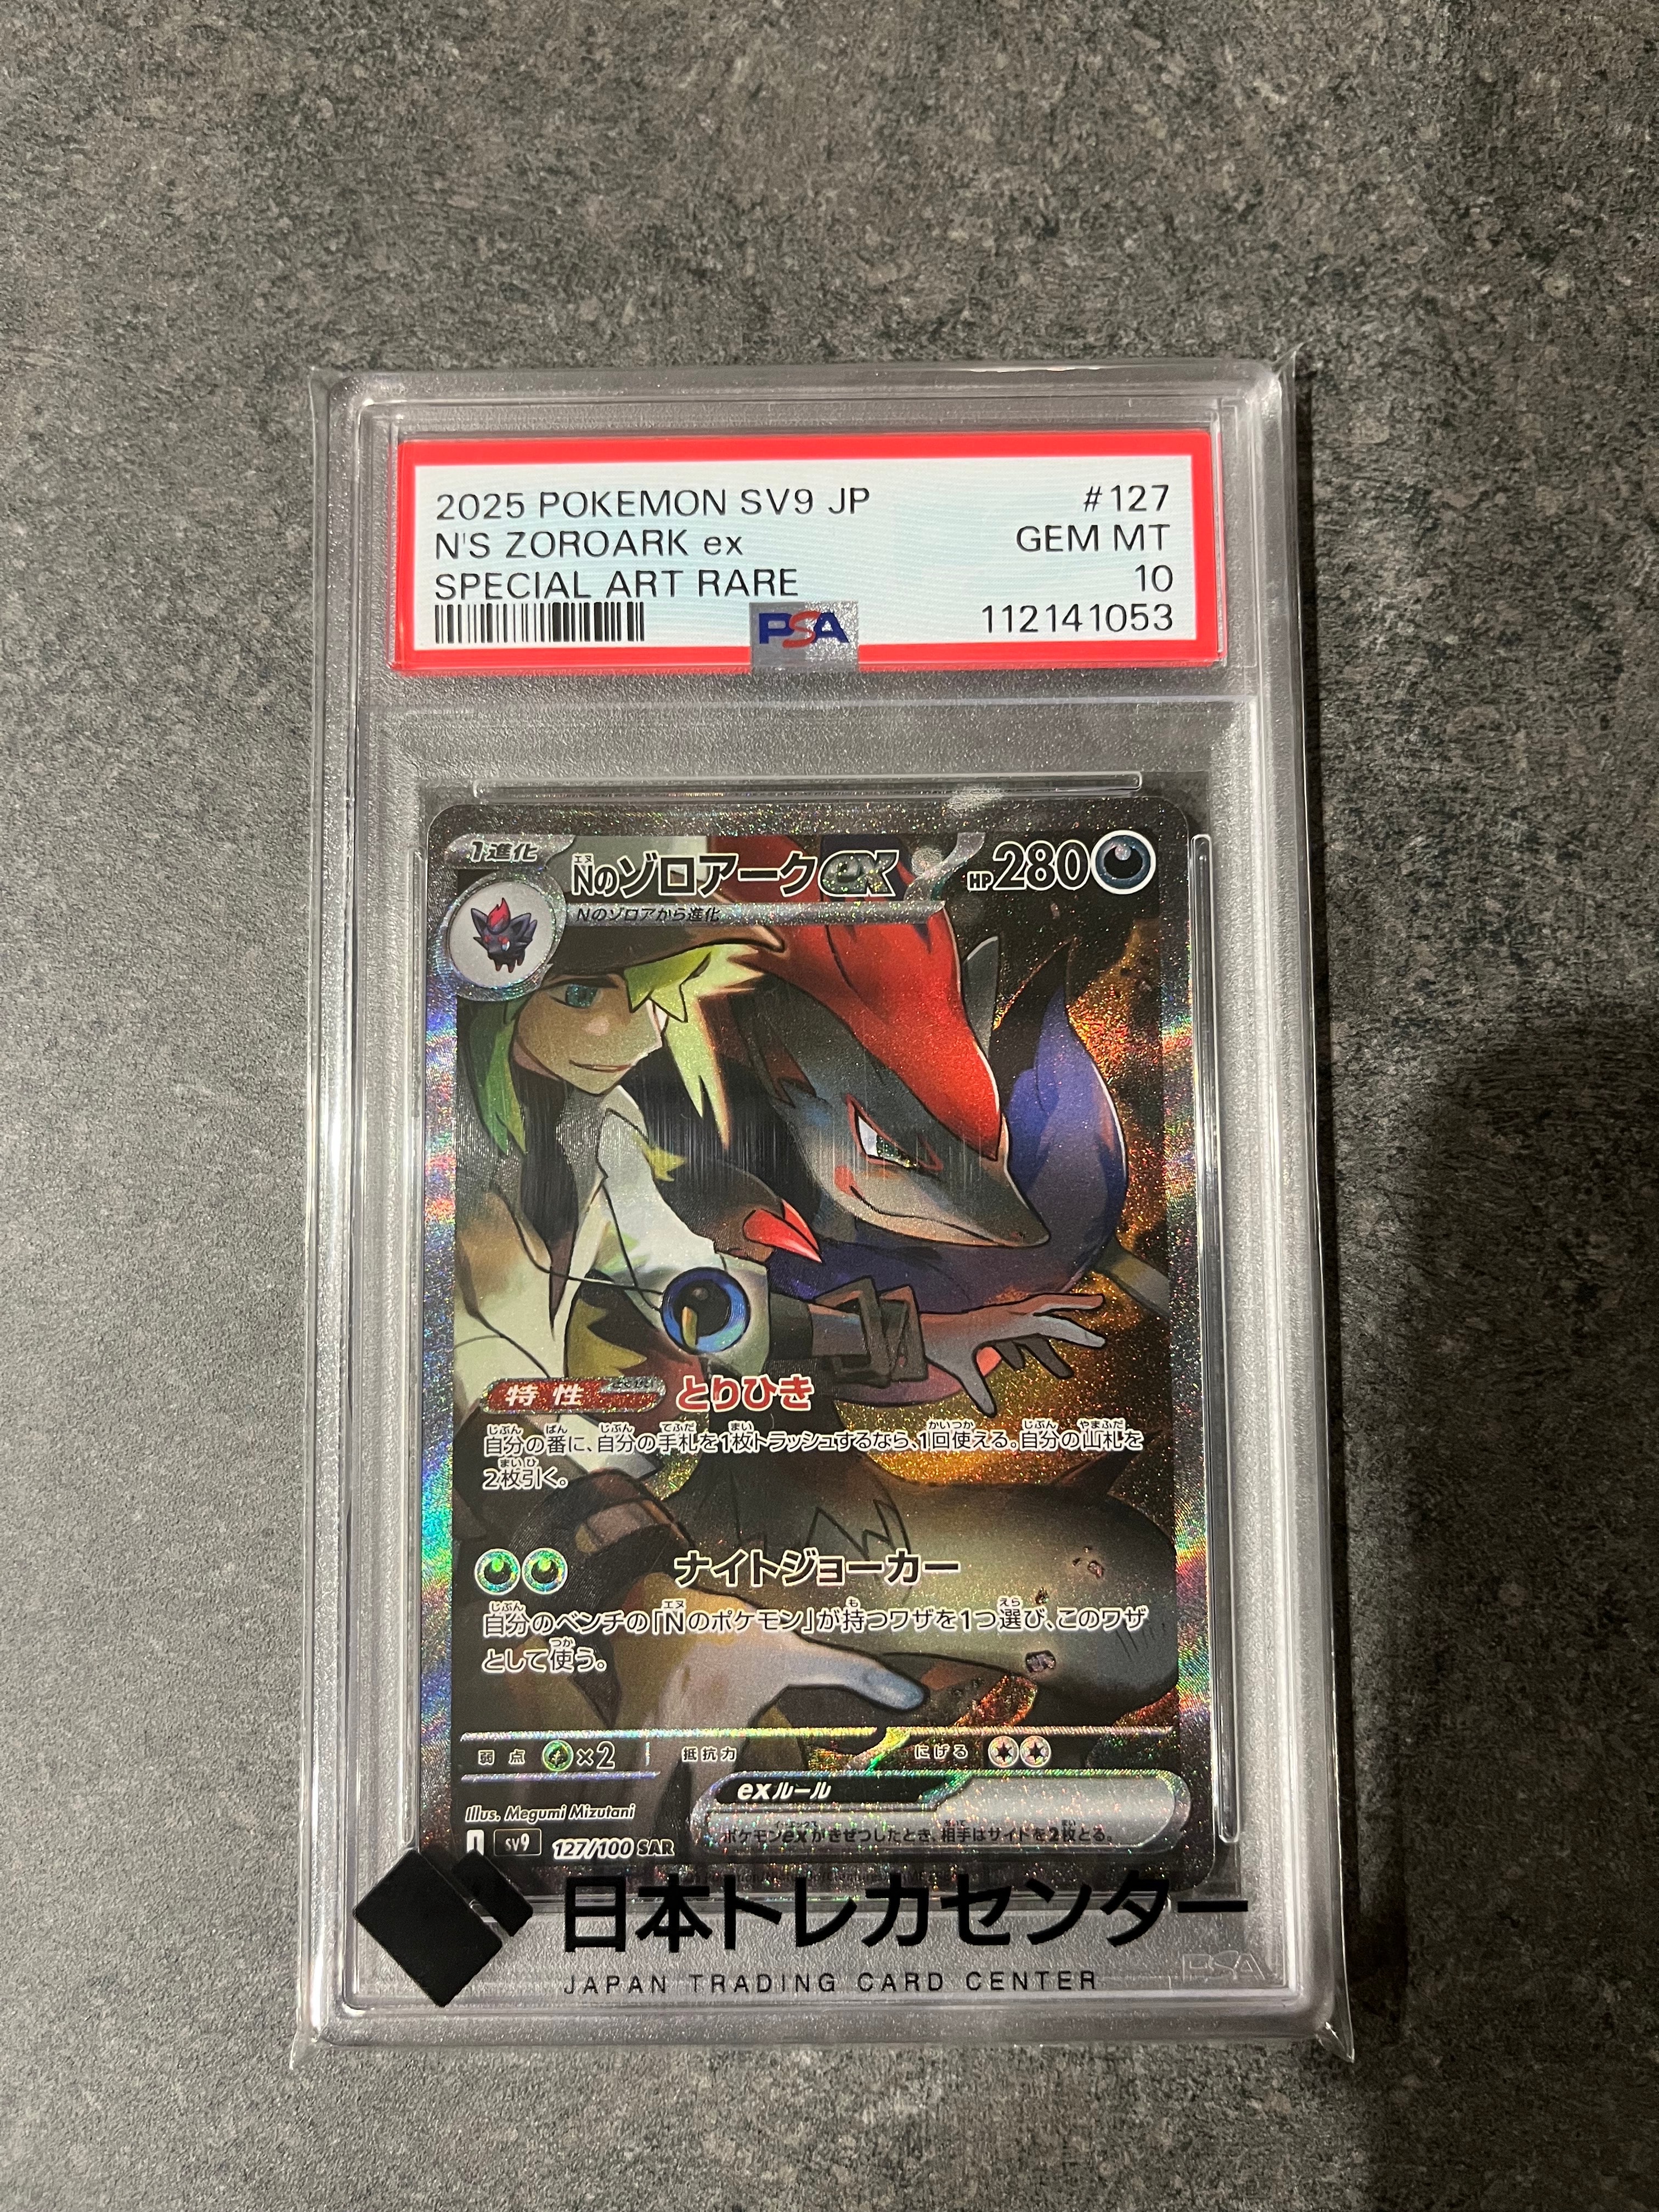 2025 POKEMON SV9 JP #127
N'S ZOROARK ex GEM MT
SPECIAL ART RARE 10
PSA 112141053
1進化 Nのゾロアークex HP280
エヌ
Nのゾロアから進化
特性 とりひき
自分の番に、自分の手札を1枚トラッシュするなら、1回使える。自分の山札を
2枚引く。
ナイトジョーカー
自分のベンチの「Nのポケモン」が持つワザを1つ選び、このワザ
として使う。
弱点 ×2 抵抗力 にげる
exルール
ポケモンexがきぜつしたとき、相手はサイドを2枚とる。
Illus. Megumi Mizutani
I SV9 127/100 SAR
日本トレカセンター
JAPAN TRADING CARD CENTER
PSA